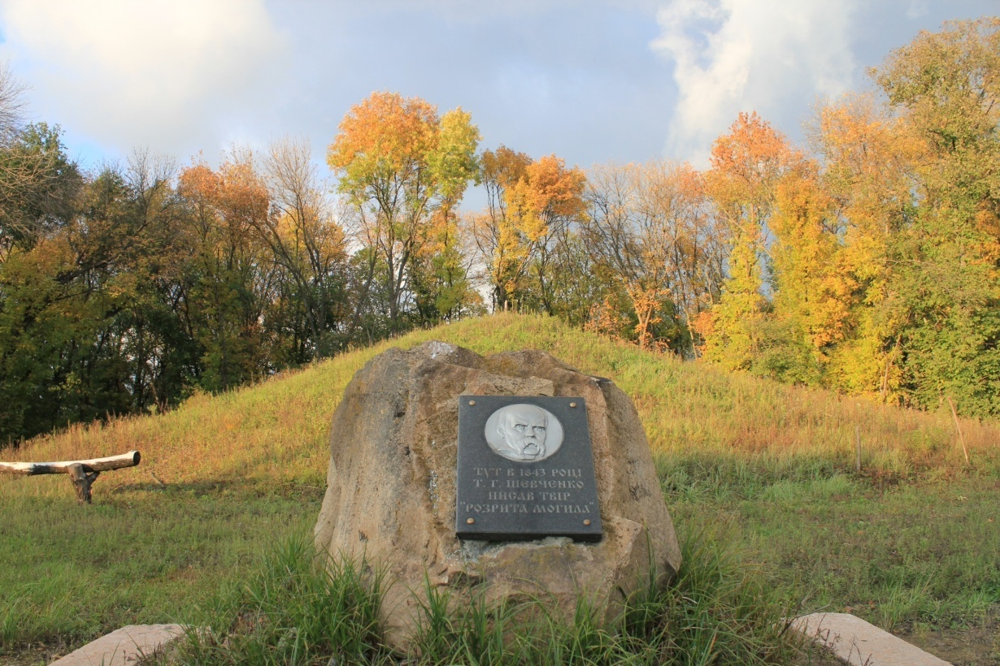 ТУТ В 1843 РОЦІ
Т. Г. ШЕВЧЕНКО
ПИСАВ ТВІР
"РОЗРИТА МОГИЛА"